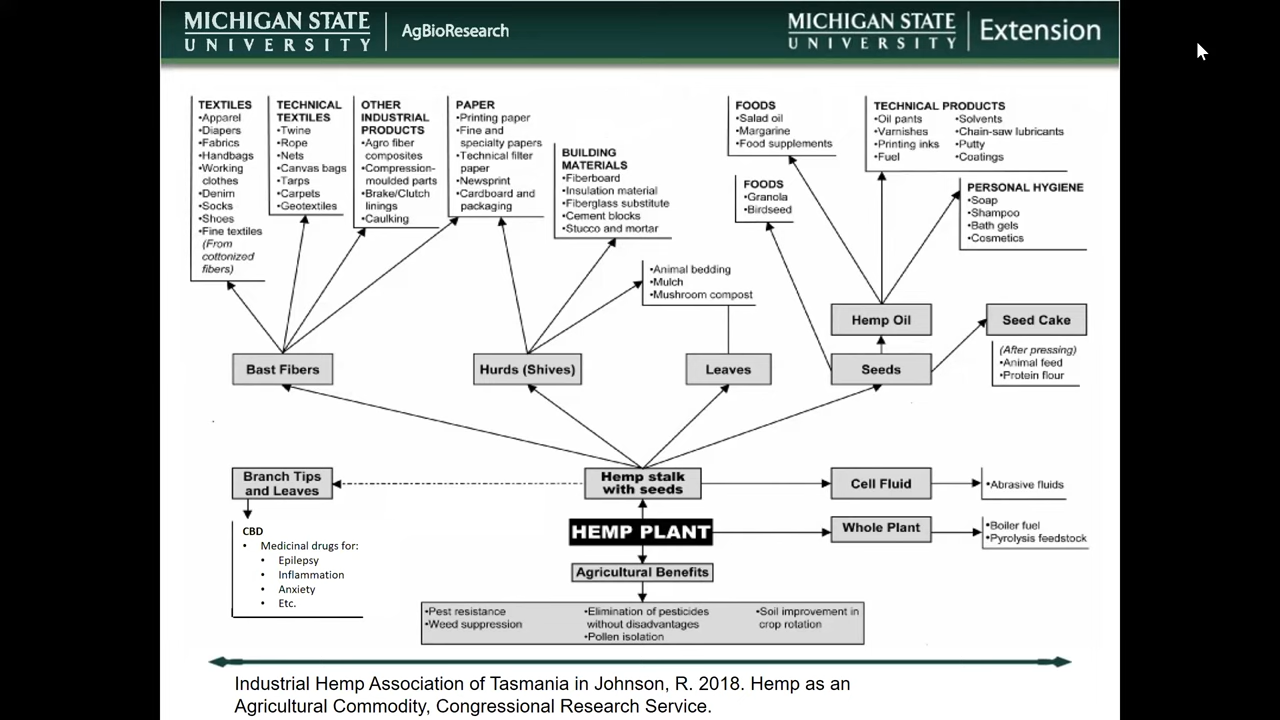 MICHIGAN STATE
UNIVERSITY
AgBioResearch
MICHIGAN STATE
UNIVERSITY
Extension
TEXTILES
•Apparel
•Diapers
•Fabrics
•Handbags
•Working
clothes
•Denim
•Socks
•Shoes
•Fine textiles
(From
cottonized
fibers)
TECHNICAL
TEXTILES
•Twine
•Rope
•Nets
•Canvas bags
•Tarps
•Carpets
•Geotextiles
OTHER
INDUSTRIAL
PRODUCTS
•Agro fiber
composites
•Compression-
moulded parts
•Brake/Clutch
linings
•Caulking
PAPER
•Printing paper
•Fine and
specialty papers
•Technical filter
paper
•Newsprint
•Cardboard and
packaging
BUILDING
MATERIALS
•Fiberboard
•Insulation material
•Fiberglass substitute
•Cement blocks
•Stucco and mortar
•Animal bedding
•Mulch
•Mushroom compost
FOODS
•Salad oil
•Margarine
•Food supplements
FOODS
•Granola
•Birdseed
TECHNICAL PRODUCTS
•Oil pants
•Varnishes
•Printing inks
•Fuel
•Solvents
•Chain-saw lubricants
•Putty
•Coatings
PERSONAL HYGIENE
•Soap
•Shampoo
•Bath gels
•Cosmetics
Hemp Oil
Seed Cake
(After pressing)
•Animal feed
•Protein flour
Bast Fibers
Hurds (Shives)
Leaves
Seeds
Branch Tips
and Leaves
Hemp stalk
with seeds
Cell Fluid
•Abrasive fluids
CBD
• Medicinal drugs for:
• Epilepsy
• Inflammation
• Anxiety
• Etc.
HEMP PLANT
Whole Plant
•Boiler fuel
•Pyrolysis feedstock
Agricultural Benefits
•Pest resistance
•Weed suppression
•Elimination of pesticides
without disadvantages
•Pollen isolation
•Soil improvement in
crop rotation
Industrial Hemp Association of Tasmania in Johnson, R. 2018. Hemp as an
Agricultural Commodity, Congressional Research Service.